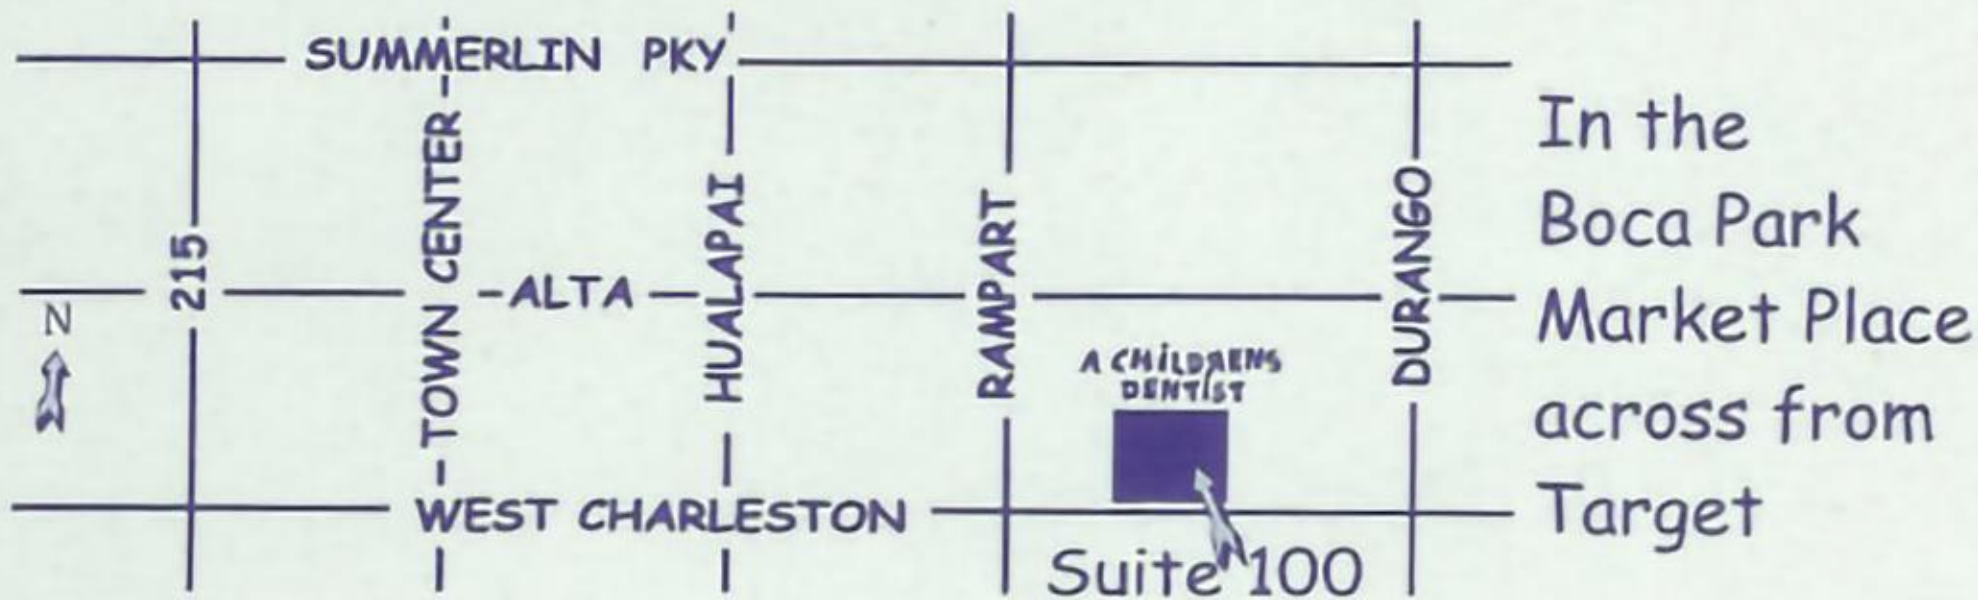 SUMMERLIN PKY
215
TOWN CENTER
ALTA
HUALAPAI
RAMPART
DURANGO
N
A CHILDRENS
DENTIST
WEST CHARLESTON
Suite 100
In the
Boca Park
Market Place
across from
Target